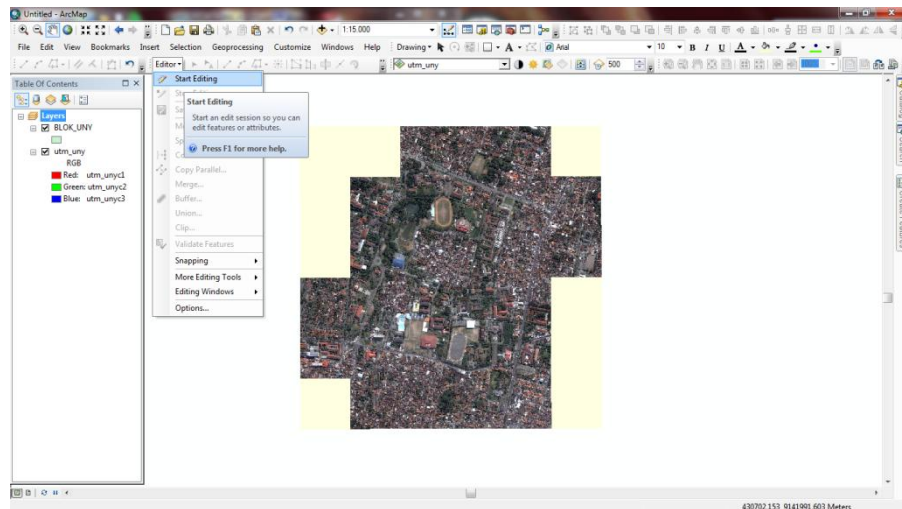 Untitled - ArcMap
1:15.000
File Edit View Bookmarks Insert Selection Geoprocessing Customize Windows Help
Drawing
Arial
10
B I U A
Editor
utm_uny
500
Table Of Contents
Layers
BLOK_UNY
utm_uny
RGB
Red: utm_unyc1
Green: utm_unyc2
Blue: utm_unyc3
Start Editing
Start Editing
Start an edit session so you can
edit features or attributes.
Press F1 for more help.
Copy Parallel...
Merge...
Buffer...
Union...
Clip...
Validate Features
Snapping
More Editing Tools
Editing Windows
Options...
430702,153 9141991,603 Meters